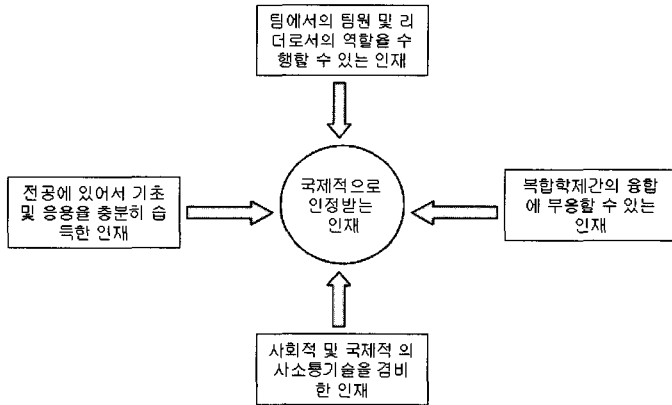 팀에서의 팀원 및 리
더로서의 역할을 수
행할 수 있는 인재
전공에 있어서 기초
및 응용을 충분히 습
득한 인재
국제적으로
인정받는
인재
복합학제간의 융합
에 부응할 수 있는
인재
사회적 및 국제적 의
사소통기술을 겸비
한 인재